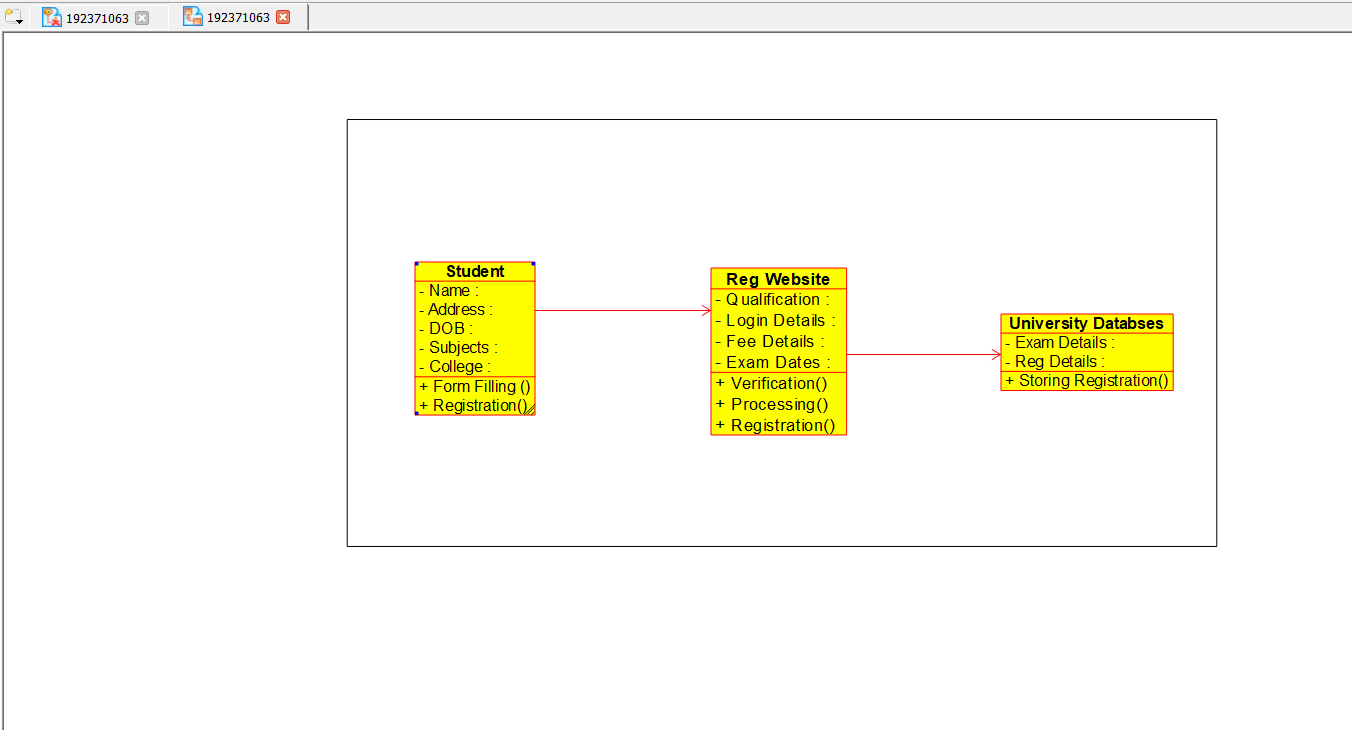 192371063
192371063
Student
- Name :
- Address :
- DOB :
- Subjects :
- College :
+ Form Filling ()
+ Registration()
Reg Website
- Qualification :
- Login Details :
- Fee Details :
- Exam Dates :
+ Verification()
+ Processing()
+ Registration()
University Databses
- Exam Details :
- Reg Details :
+ Storing Registration()